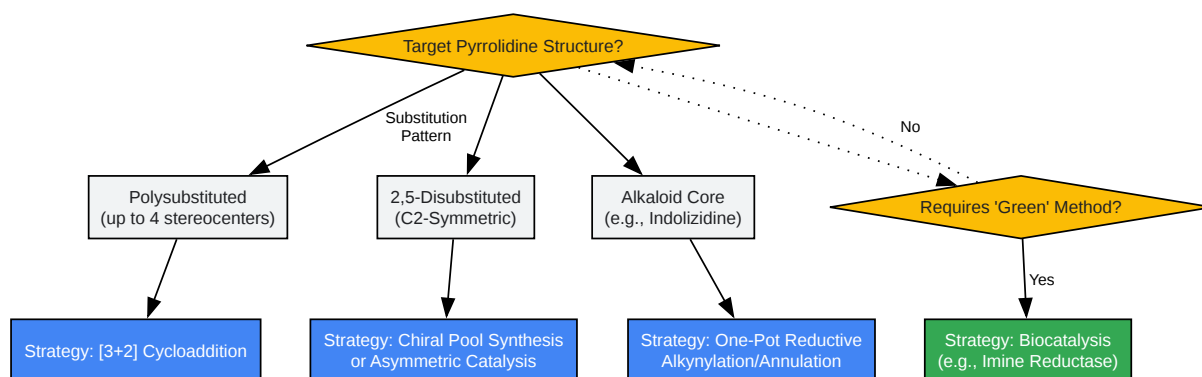 Target Pyrrolidine Structure?
Substitution
Pattern
No
Polysubstituted
(up to 4 stereocenters)
2,5-Disubstituted
(C2-Symmetric)
Alkaloid Core
(e.g., Indolizidine)
Requires 'Green' Method?
Yes
Strategy: [3+2] Cycloaddition
Strategy: Chiral Pool Synthesis
or Asymmetric Catalysis
Strategy: One-Pot Reductive
Alkynylation/Annulation
Strategy: Biocatalysis
(e.g., Imine Reductase)